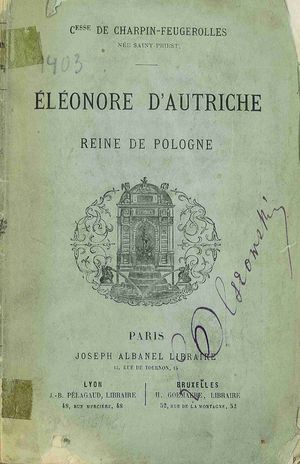 Cesse DE CHARPIN-FEUGEROLLES
NÉE SAINT-PRIEST.
1403
ÉLÉONORE D'AUTRICHE
REINE DE POLOGNE
PARIS
JOSEPH ALBANEL LIBRAIRE
15, RUE DE TOURNON, 15
LYON
J.-B. PÉLAGAUD, LIBRAIRE
48, RUE MERCIÈRE, 48
BRUXELLES
H. GOEMAERE, LIBRAIRE
52, RUE DE LA MONTAGNE, 52